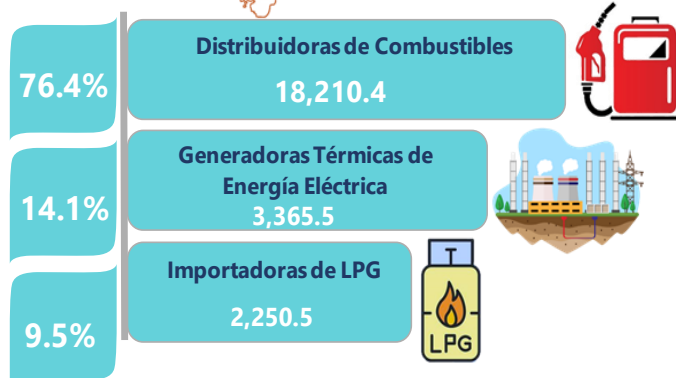 76.4%
Distribuidoras de Combustibles
18,210.4
14.1%
Generadoras Térmicas de
Energía Eléctrica
3,365.5
9.5%
Importadoras de LPG
2,250.5
T
LPG